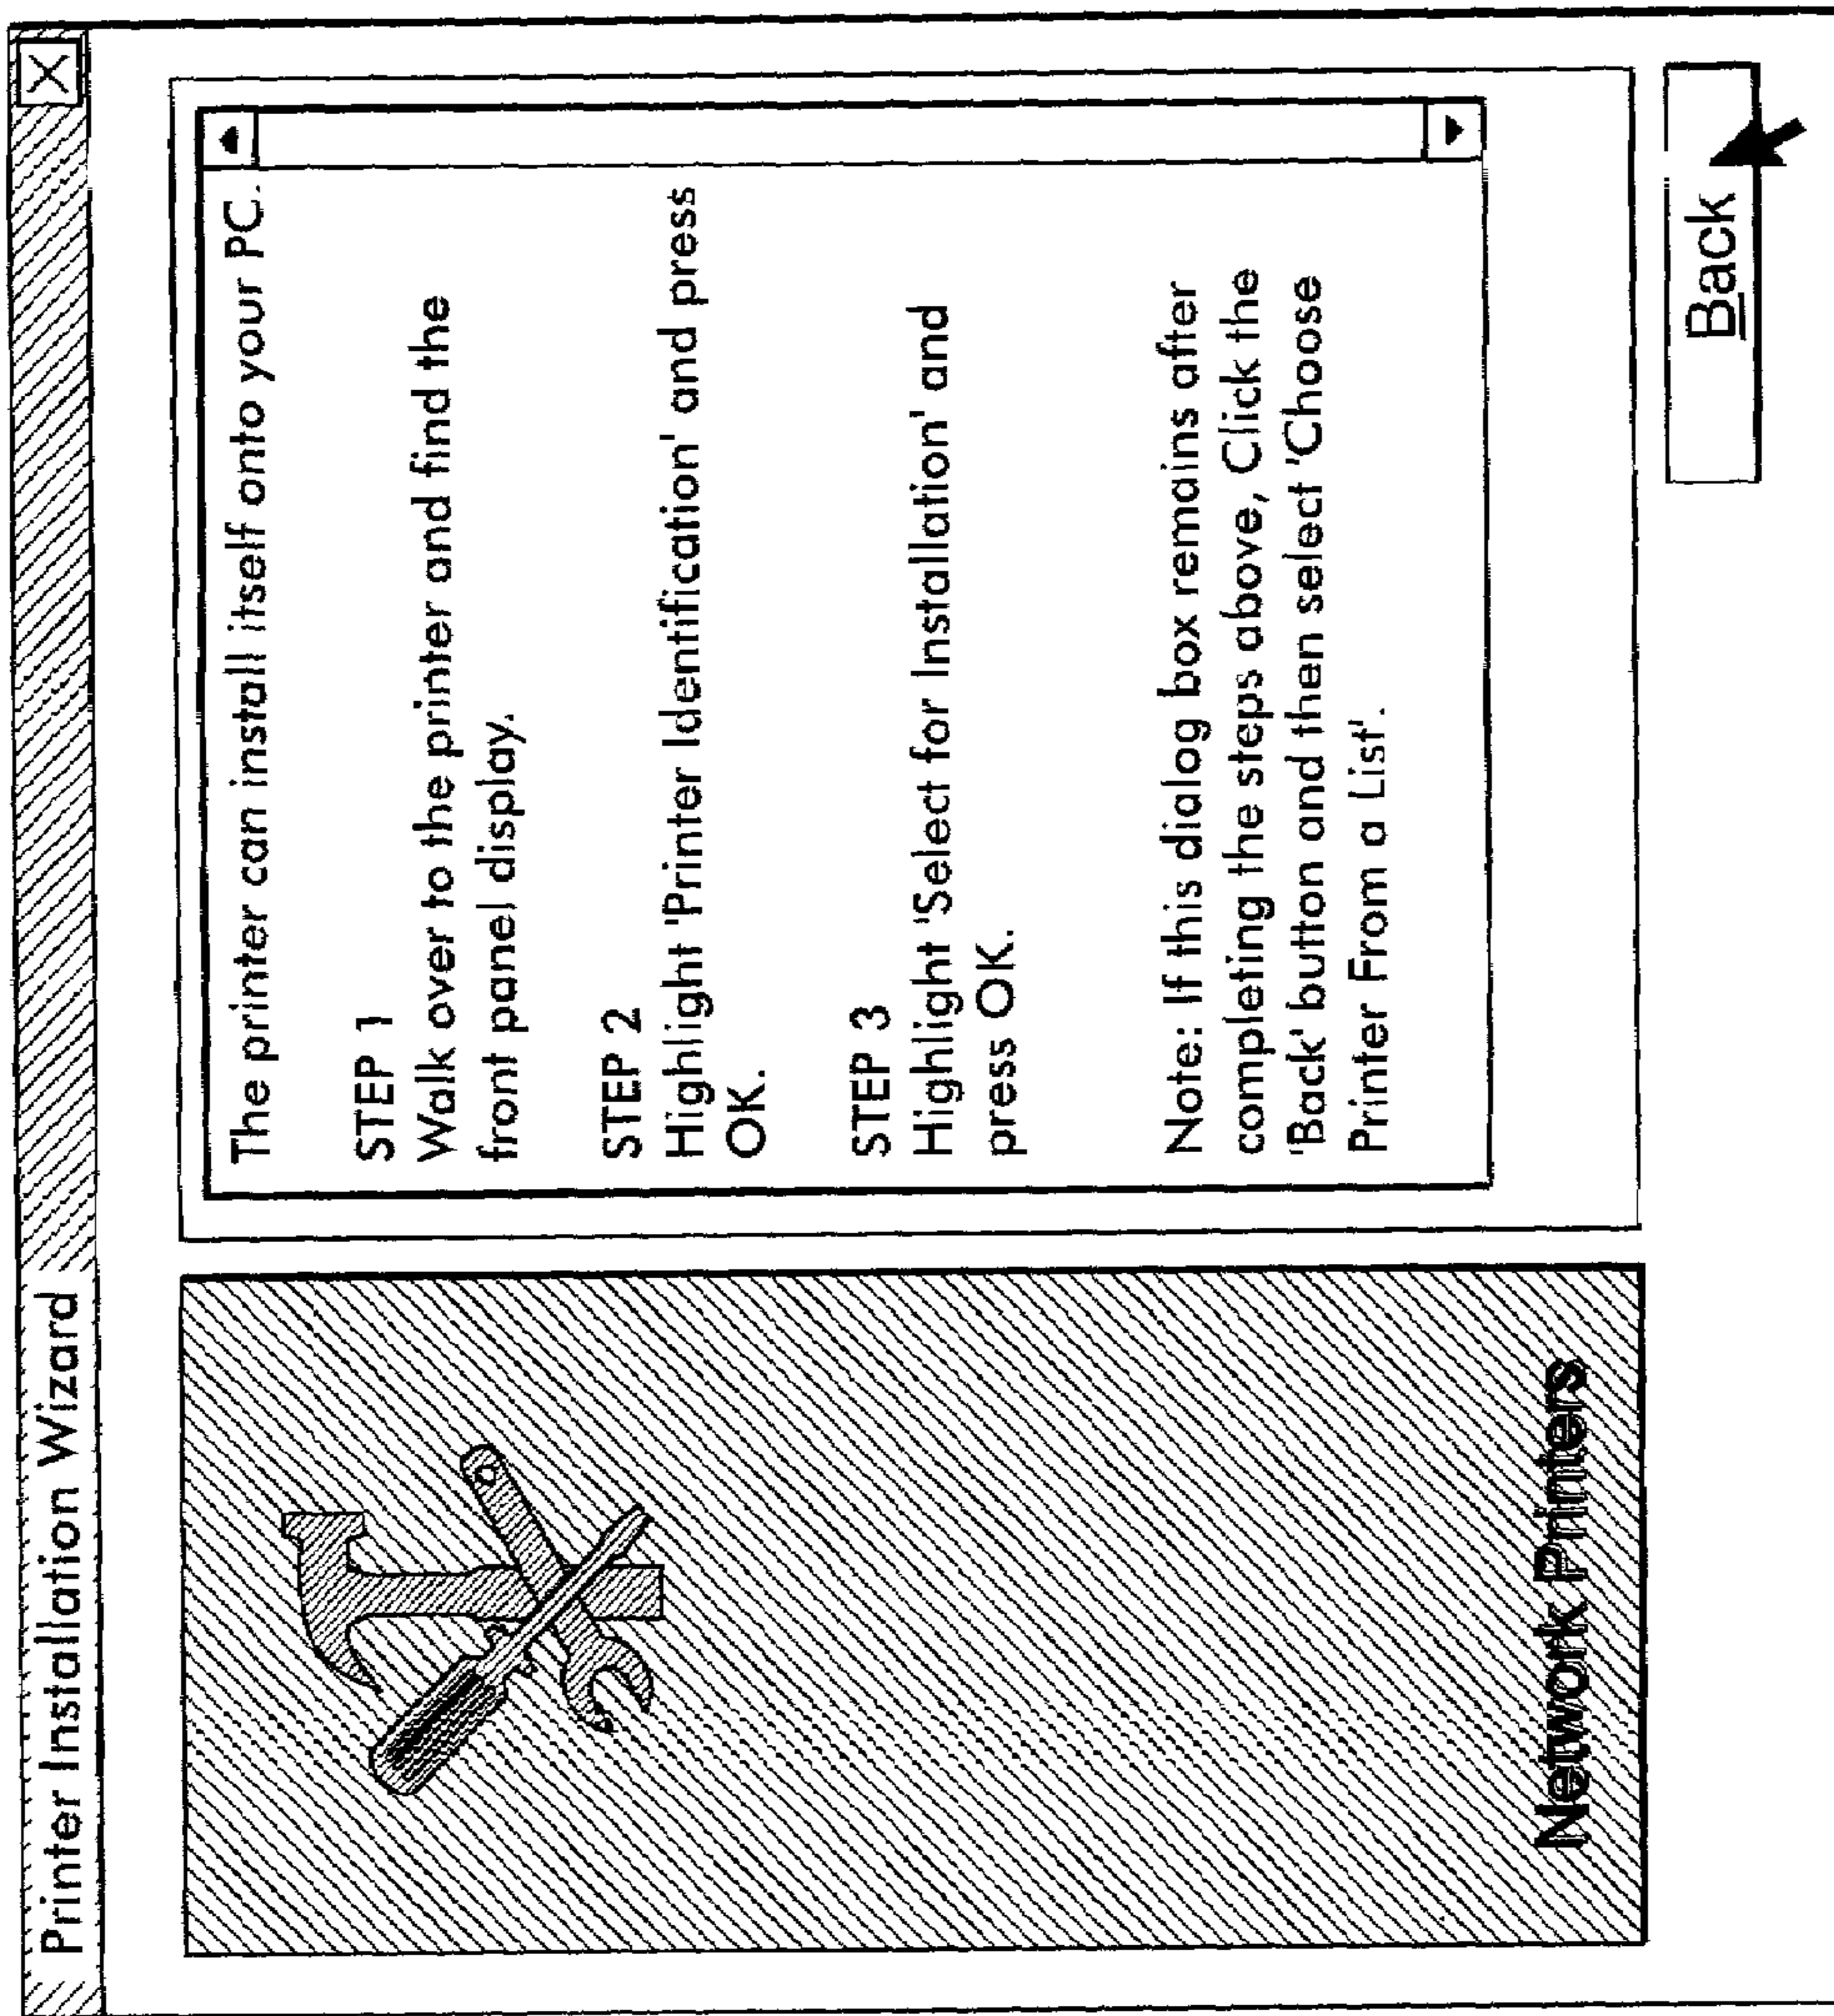 Printer Installation Wizard
The printer can install itself onto your PC.
STEP 1
Walk over to the printer and find the
front panel display.
STEP 2
Highlight 'Printer Identification' and press
OK.
STEP 3
Highlight 'Select for Installation' and
press OK.
Note: If this dialog box remains after
completing the steps above, Click the
'Back' button and then select 'Choose
Printer From a List'.
Network Printers
Back